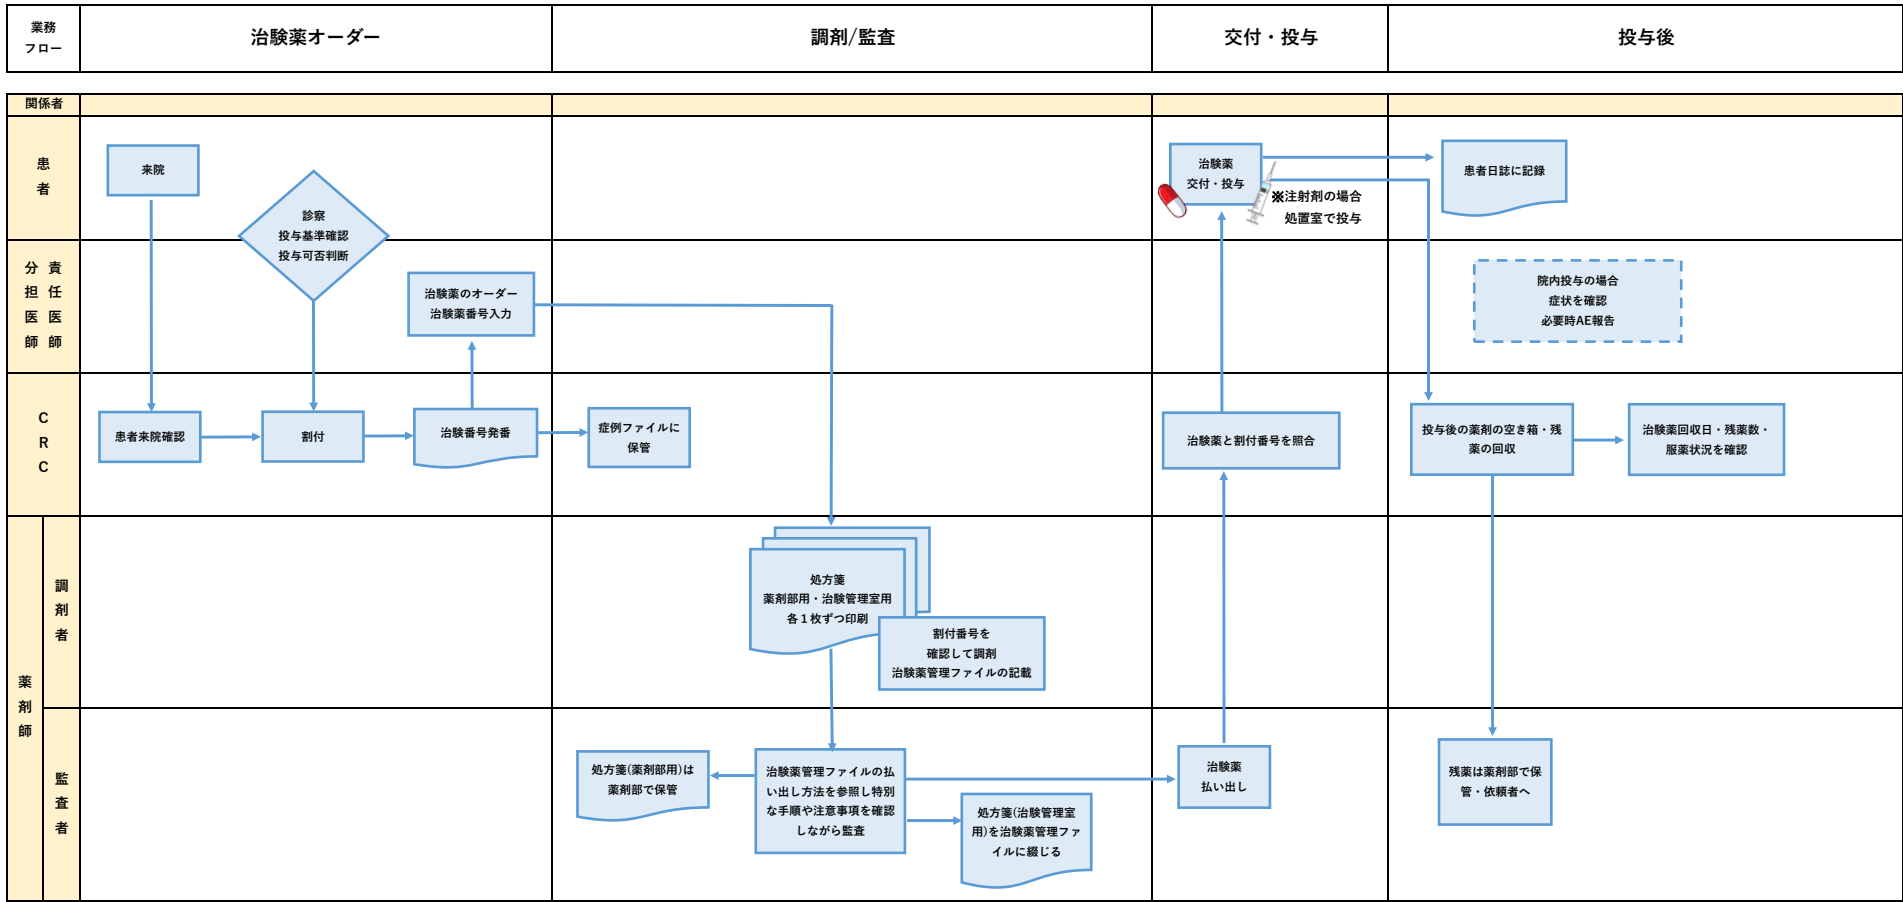 業務
フロー
治験薬オーダー
調剤/監査
交付・投与
投与後
関係者
患者
来院
診察
投与基準確認
投与可否判断
治験薬
交付・投与
※注射剤の場合
処置室で投与
患者日誌に記録
責任医師
分担医師
治験薬のオーダー
治験薬番号入力
院内投与の場合
症状を確認
必要時AE報告
CRC
患者来院確認
割付
治験番号発番
症例ファイルに
保管
治験薬と割付番号を照合
投与後の薬剤の空き箱・残
薬の回収
治験薬回収日・残薬数・
服薬状況を確認
薬剤師
調剤者
処方箋
薬剤部用・治験管理室用
各１枚ずつ印刷
割付番号を
確認して調剤
治験薬管理ファイルの記載
監査者
処方箋(薬剤部用)は
薬剤部で保管
治験薬管理ファイルの払
い出し方法を参照し特別
な手順や注意事項を確認
しながら監査
処方箋(治験管理室
用)を治験薬管理ファ
イルに綴じる
治験薬
払い出し
残薬は薬剤部で保
管・依頼者へ